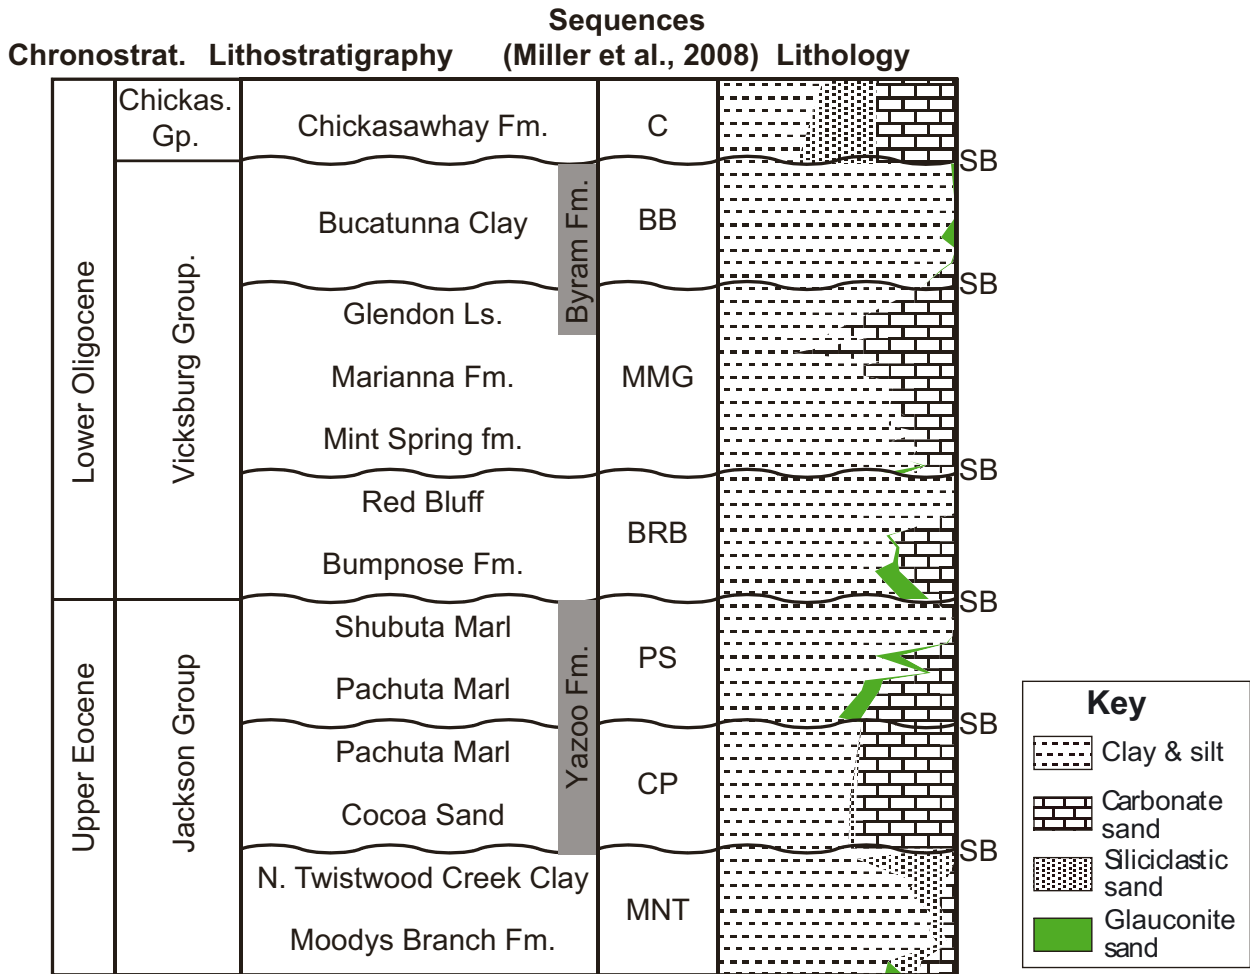 Sequences
Chronostrat. Lithostratigraphy (Miller et al., 2008) Lithology
Chickas.
Gp.
Chickasawhay Fm.
C
SB
Lower Oligocene
Vicksburg Group.
Bucatunna Clay
Byram Fm.
BB
SB
Glendon Ls.
Marianna Fm.
MMG
Mint Spring fm.
SB
Red Bluff
BRB
Bumpnose Fm.
SB
Upper Eocene
Jackson Group
Shubuta Marl
Yazoo Fm.
PS
Pachuta Marl
SB
Pachuta Marl
CP
Cocoa Sand
SB
N. Twistwood Creek Clay
MNT
Moodys Branch Fm.
Key
Clay & silt
Carbonate
sand
Siliciclastic
sand
Glauconite
sand